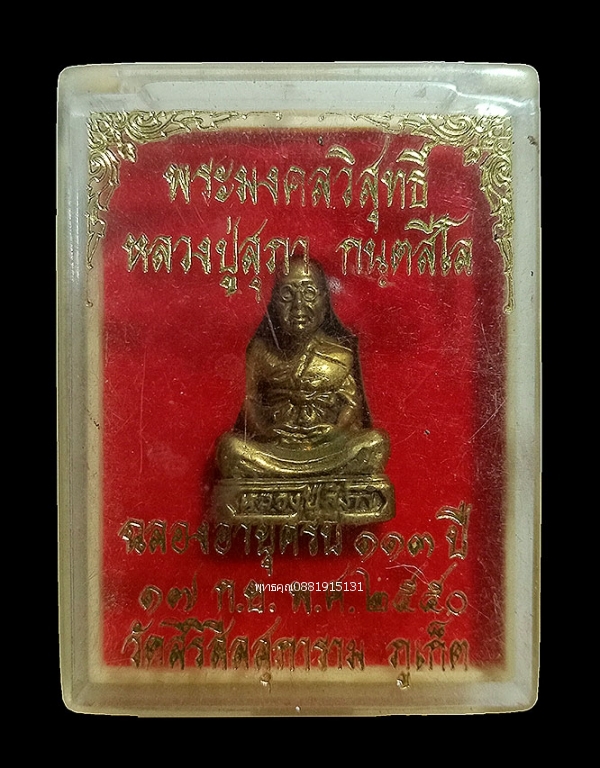 พระมงคลวิสุทธิ์
หลวงปู่สุภา กนฺตสีโล
หลวงปู่สุภา
ฉลองอายุครบ ๑๑๓ ปี
พุทธคุณ0881915131
๑๗ ก.ย. พ.ศ.๒๕๕๐
วัดสิริสีลสุภาราม ภูเก็ต